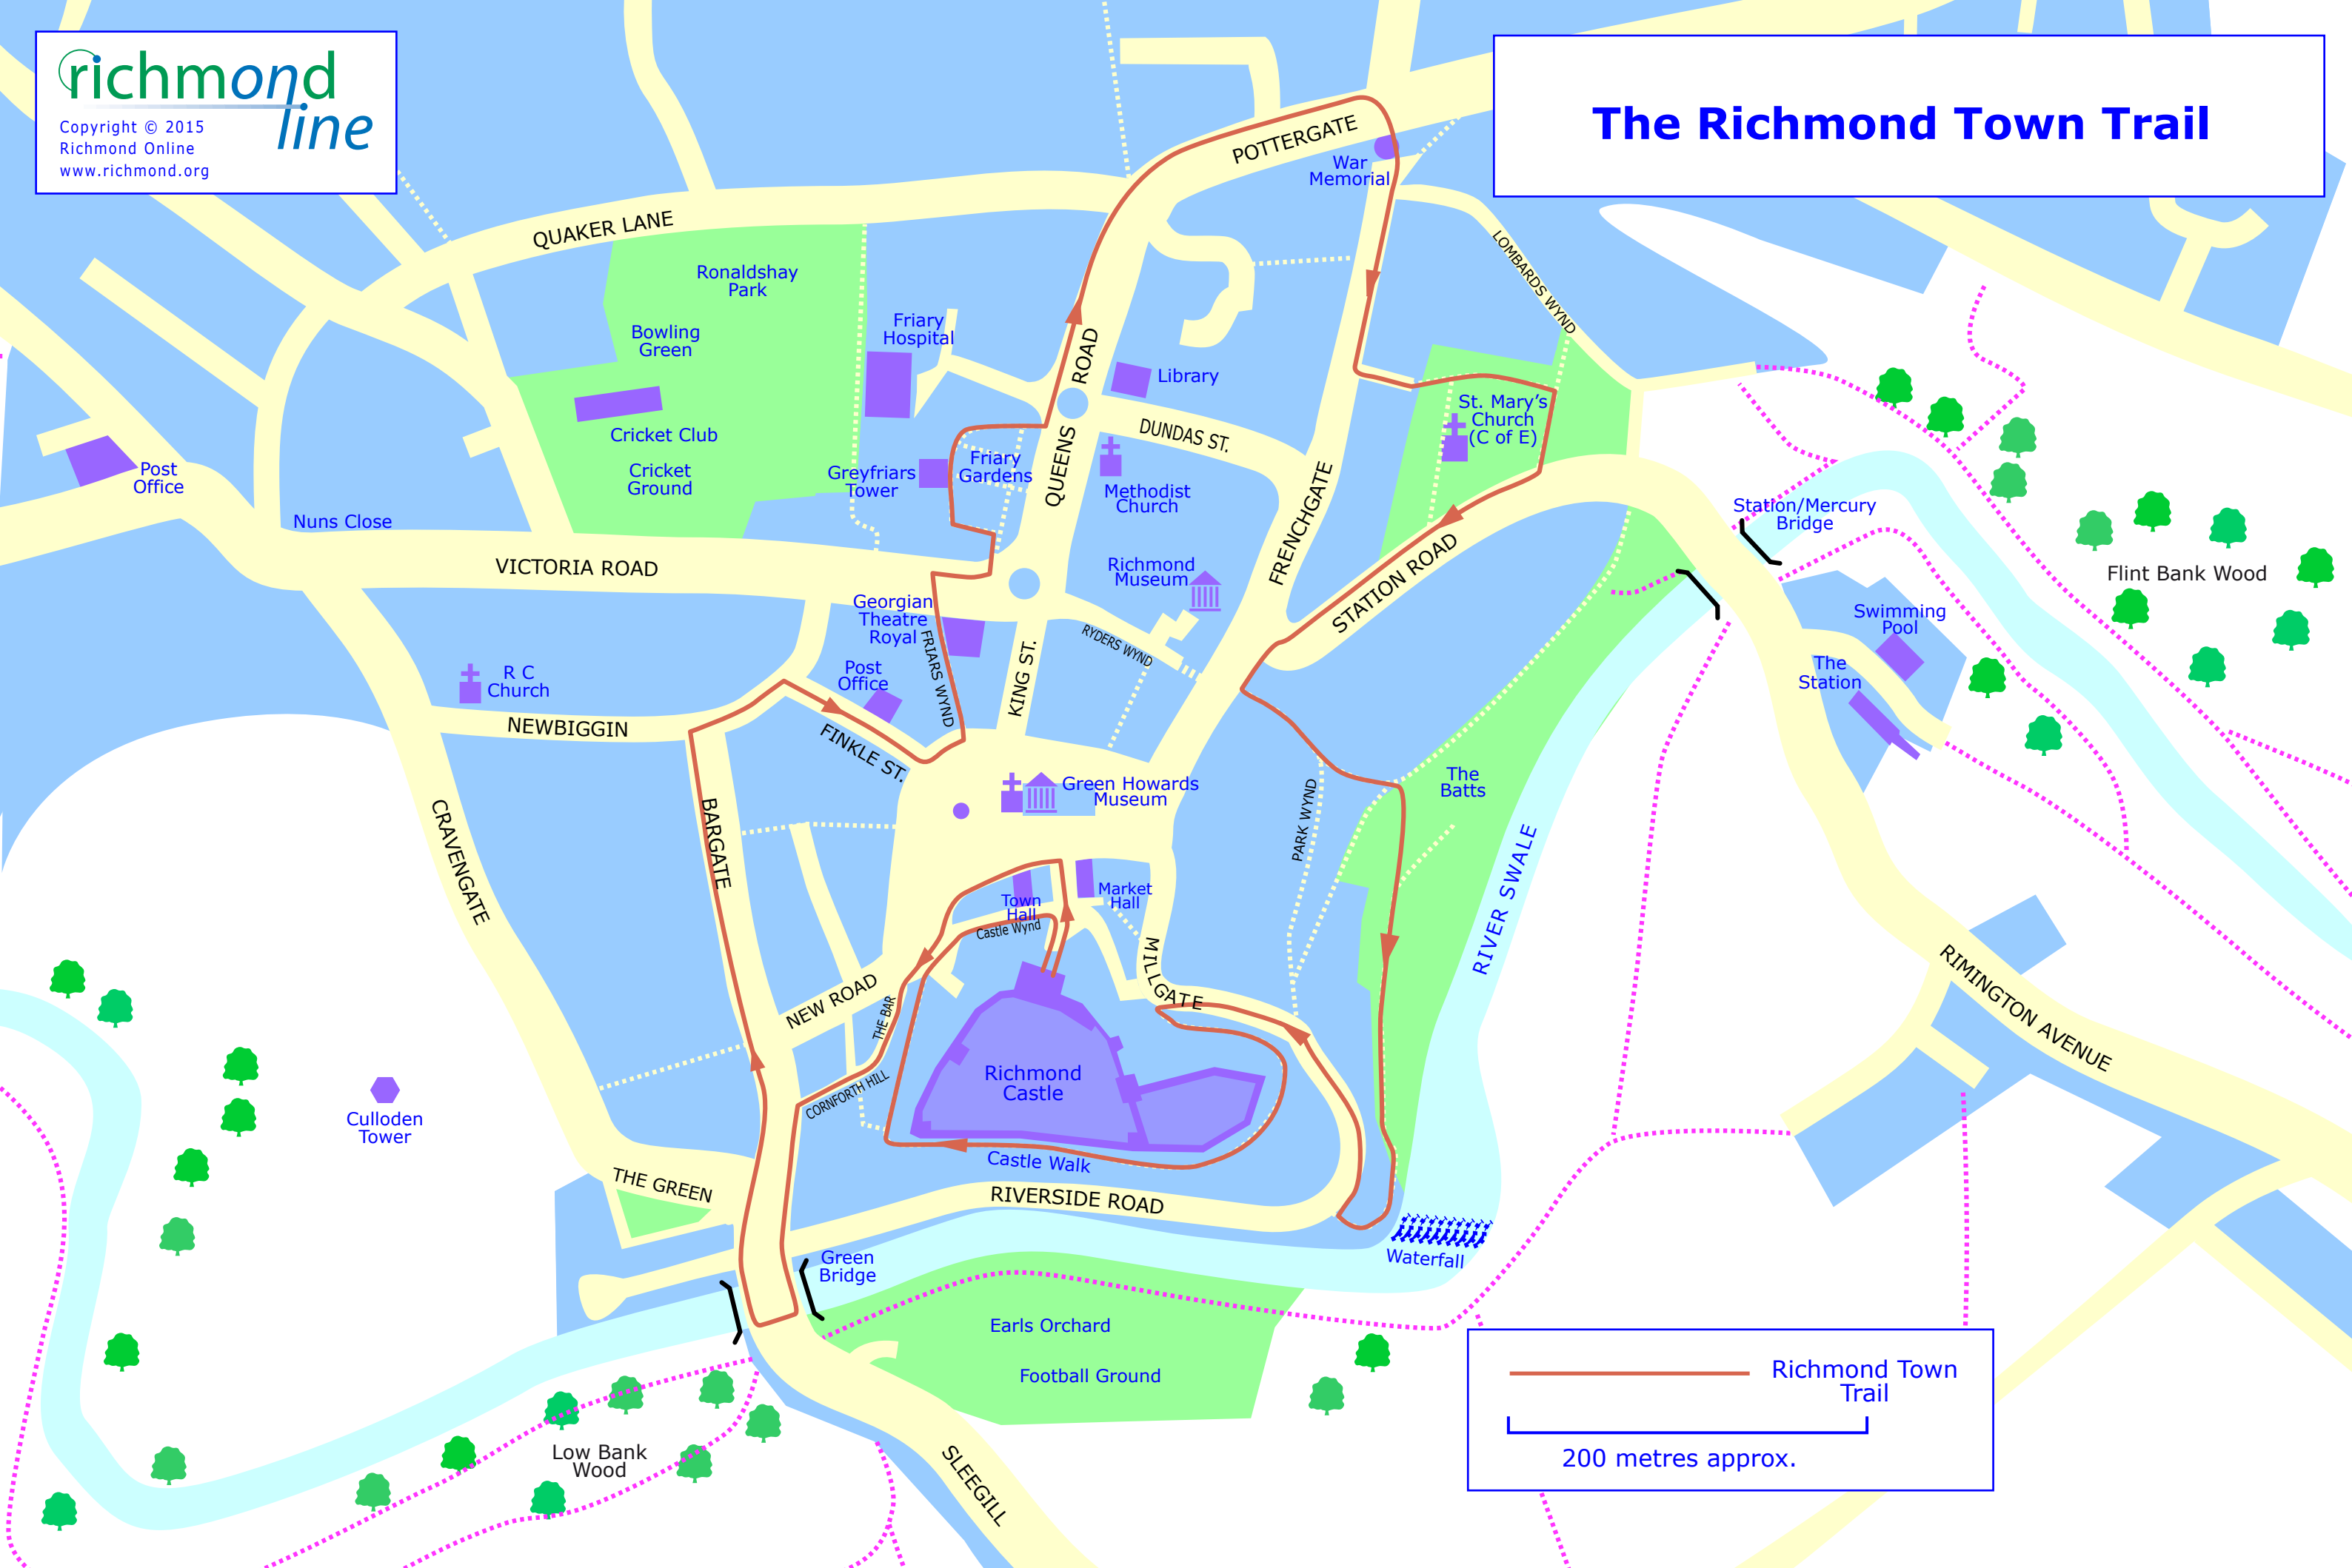 richmond
line
Copyright © 2015
Richmond Online
www.richmond.org
The Richmond Town Trail
POTTERGATE
War
Memorial
QUAKER LANE
LOMBARDS WYND
Ronaldshay
Park
Friary
Hospital
Bowling
Green
QUEENS ROAD
Library
St. Mary's
Church
(C of E)
Cricket Club
DUNDAS ST.
Post
Office
Cricket
Ground
Greyfriars
Tower
Friary
Gardens
Methodist
Church
FRENCHGATE
Station/Mercury
Bridge
Nuns Close
VICTORIA ROAD
Richmond
Museum
STATION ROAD
Flint Bank Wood
Georgian
Theatre
Royal
FRIARS WYND
RYDERS WYND
Swimming
Pool
The
Station
R C
Church
Post
Office
KING ST.
NEWBIGGIN
FINKLE ST.
Green Howards
Museum
The
Batts
PARK WYND
CRAVENGATE
BARGATE
Town
Hall
Market
Hall
Castle Wynd
RIVER SWALE
MILLGATE
NEW ROAD
THE BAR
RIMINGTON AVENUE
Richmond
Castle
CORNFORTH HILL
Culloden
Tower
Castle Walk
THE GREEN
RIVERSIDE ROAD
Green
Bridge
Waterfall
Earls Orchard
Football Ground
Low Bank
Wood
SLEEGILL
Richmond Town
Trail
200 metres approx.